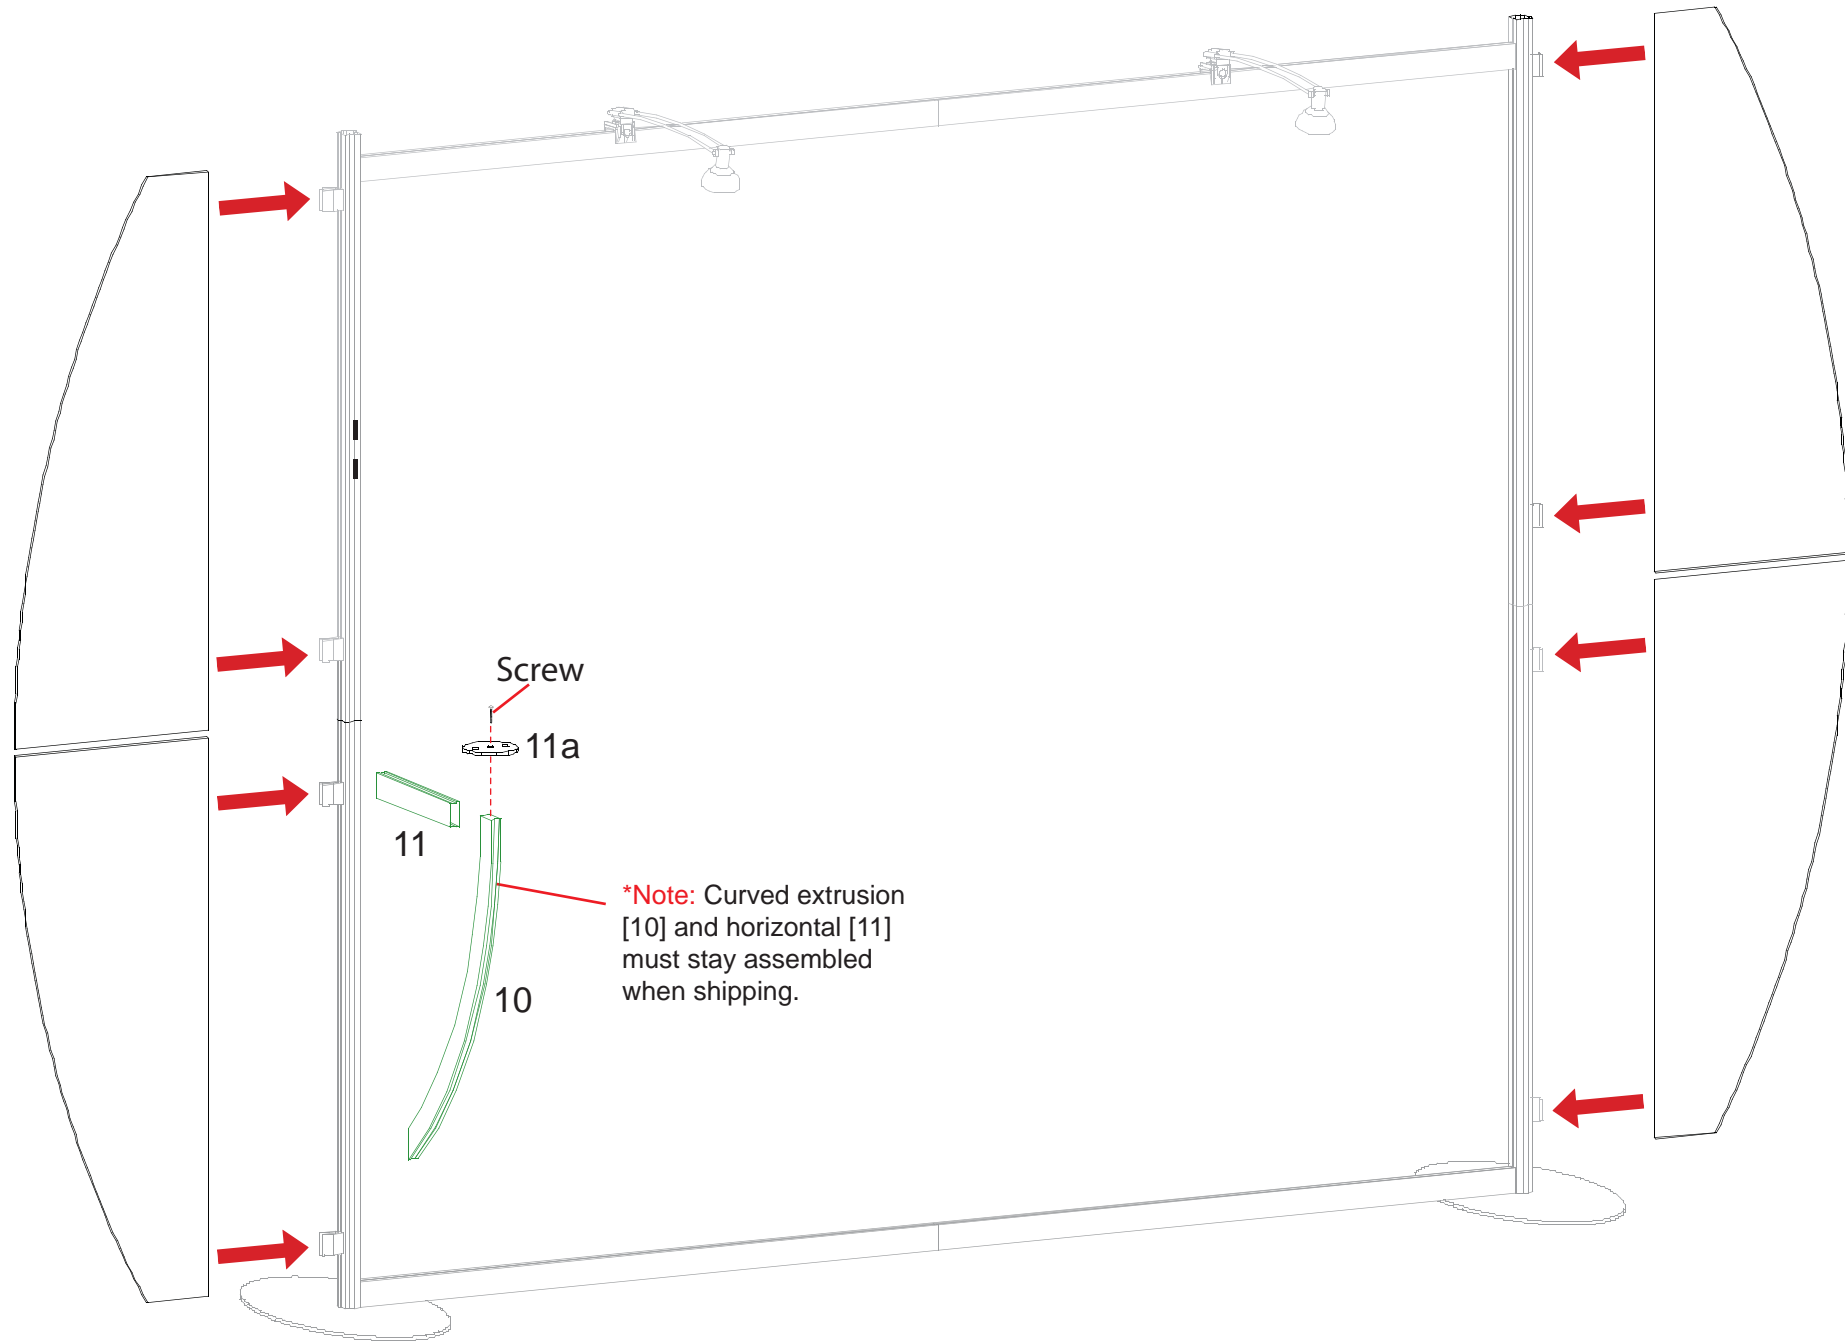 Screw
11a
11
*Note: Curved extrusion
[10] and horizontal [11]
must stay assembled
when shipping.
10